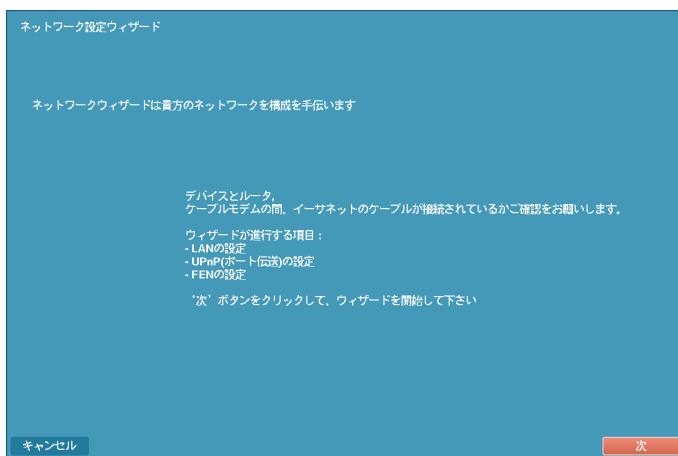 ネットワーク設定ウィザード
ネットワークウィザードは貴方のネットワークを構成を手伝います
デバイスとルータ,
ケーブルモデムの間、イーサネットのケーブルが接続されているかご確認をお願いします。
ウィザードが進行する項目：
- LANの設定
- UPnP(ポート伝送)の設定
- FENの設定
‘次’ボタンをクリックして、ウィザードを開始して下さい
キャンセル
次